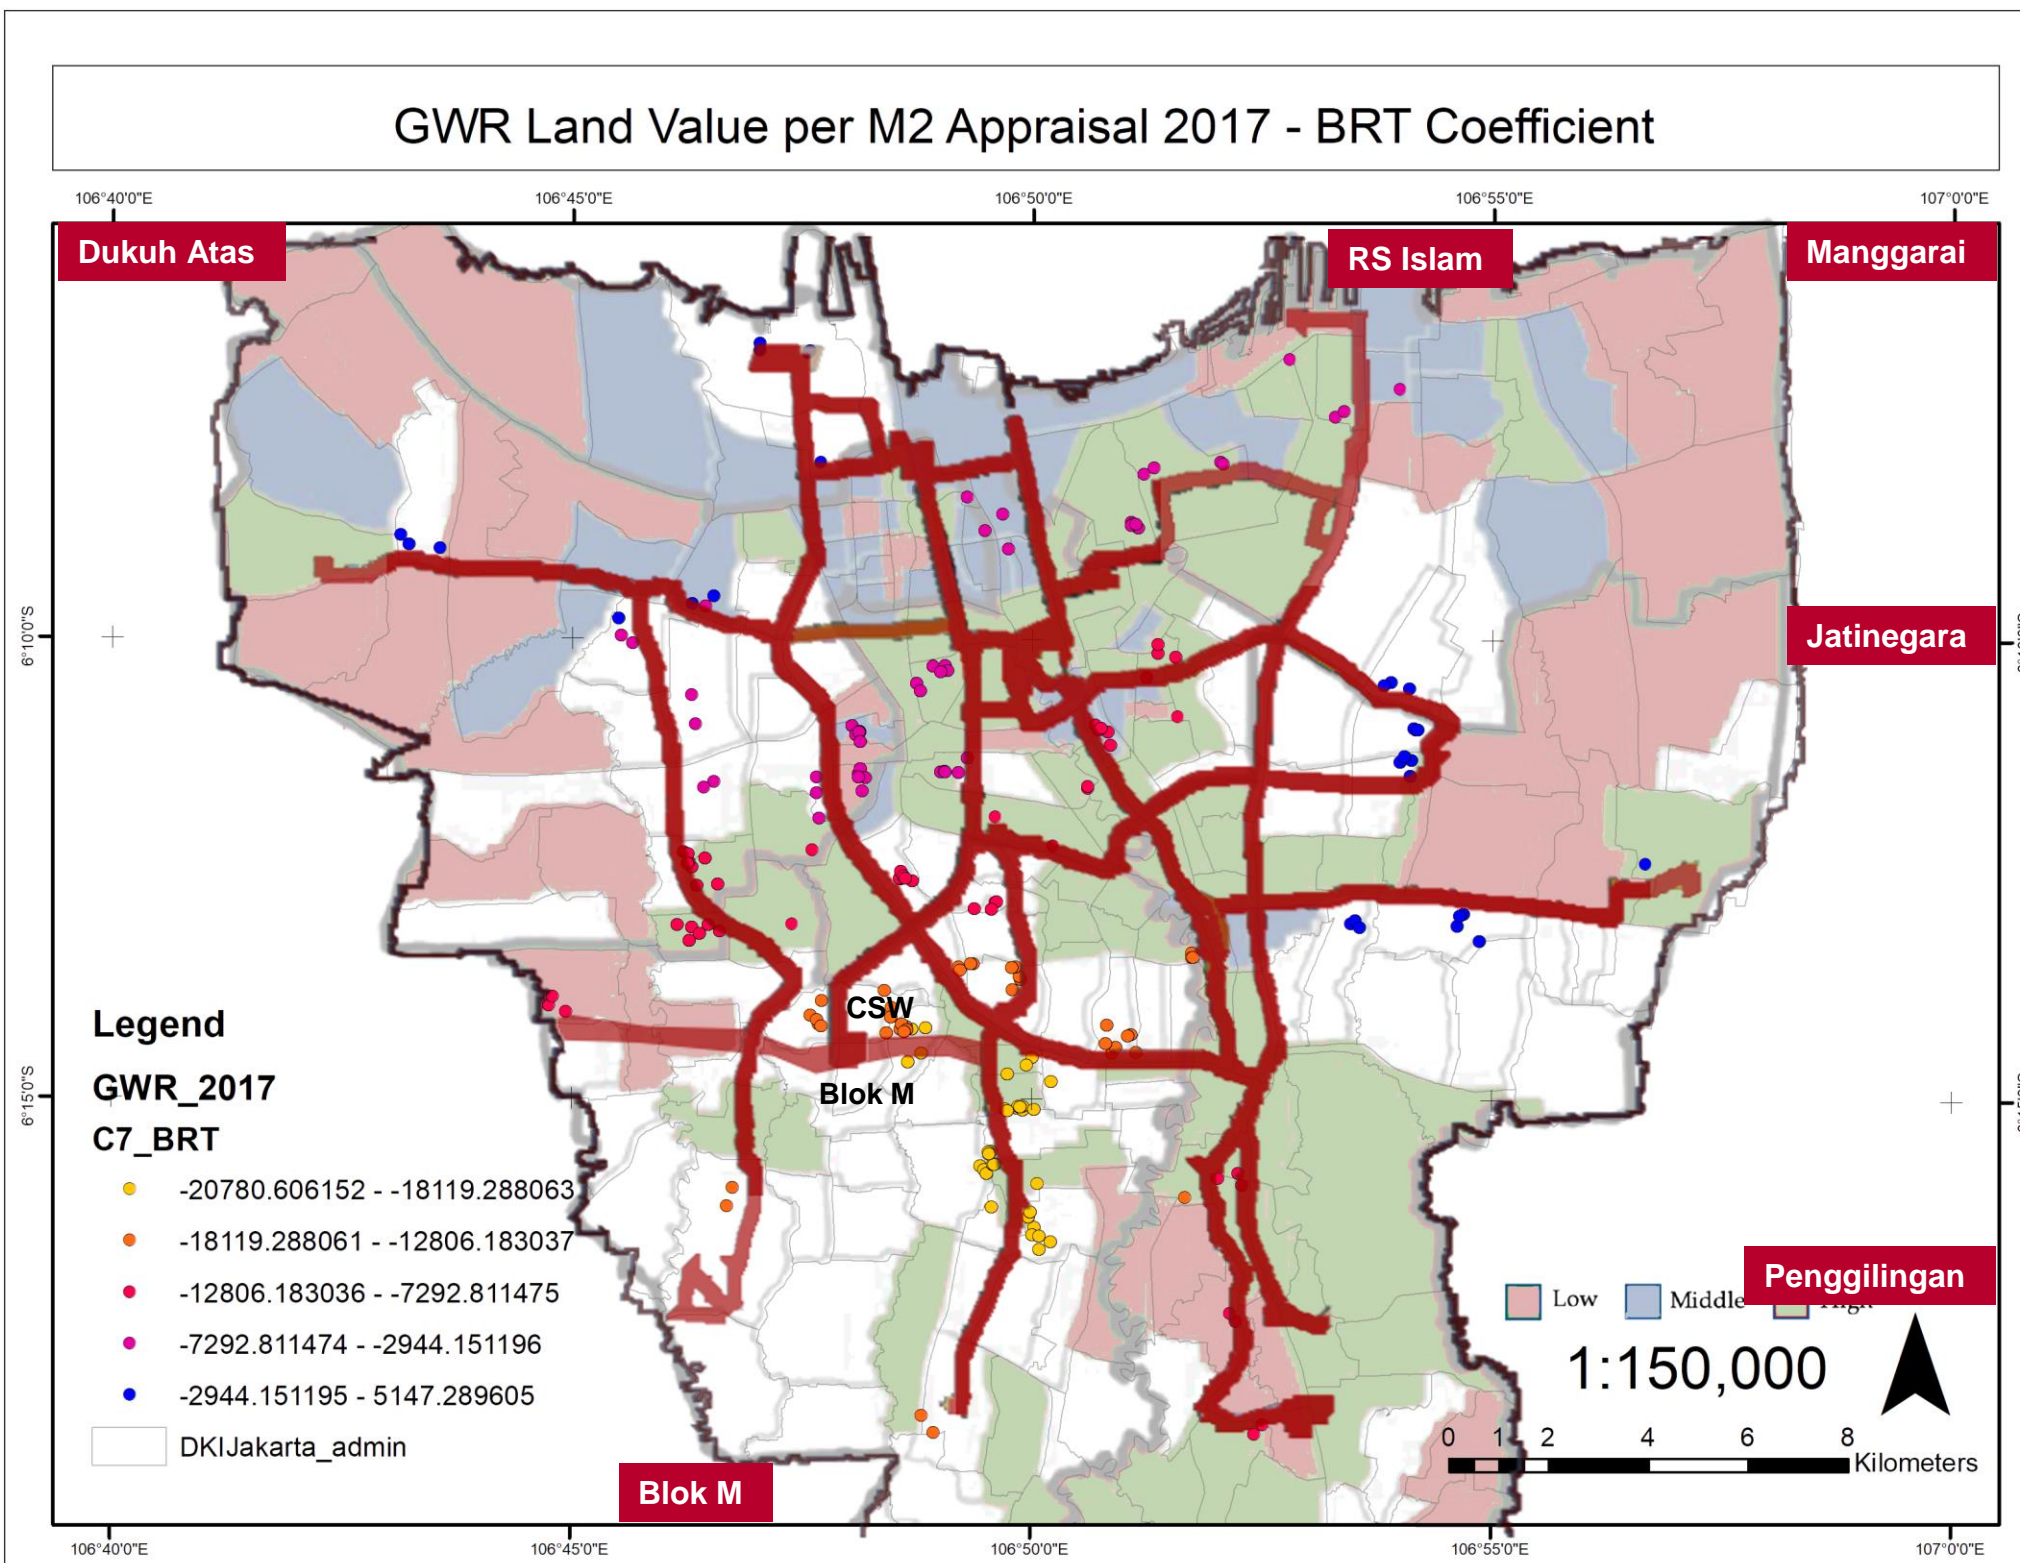 GWR Land Value per M2 Appraisal 2017 - BRT Coefficient
106°40'0"E 106°45'0"E 106°50'0"E 106°55'0"E 107°0'0"E
Dukuh Atas
RS Islam
Manggarai
6°10'0"S
Jatinegara
CSW
Blok M
6°15'0"S
Legend
GWR_2017
C7_BRT
-20780.606152 - -18119.288063
-18119.288061 - -12806.183037
-12806.183036 - -7292.811475
-7292.811474 - -2944.151196
-2944.151195 - 5147.289605
DKIJakarta_admin
Penggilingan
Low Middle
1:150,000
0 1 2 4 6 8
Kilometers
Blok M
106°40'0"E 106°45'0"E 106°50'0"E 106°55'0"E 107°0'0"E